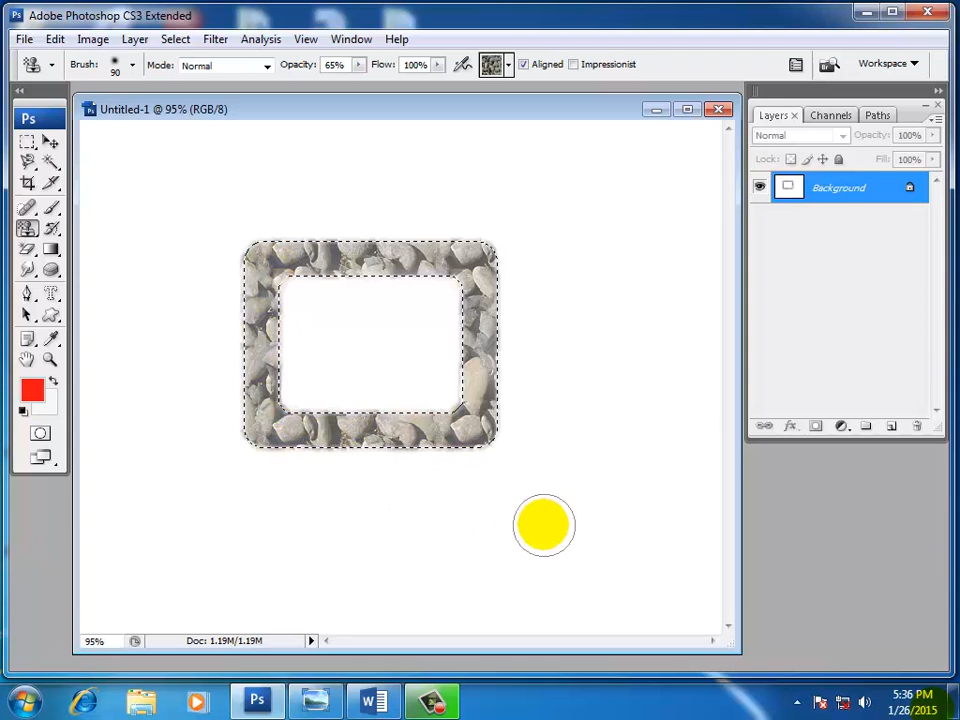 Ps Adobe Photoshop CS3 Extended
File Edit Image Layer Select Filter Analysis View Window Help
Brush: 90 Mode: Normal Opacity: 65% Flow: 100% Aligned Impressionist Workspace
Ps
Untitled-1 @ 95% (RGB/8)
Layers Channels Paths
Normal Opacity: 100%
Lock: Fill: 100%
Background
T
95% Doc: 1.19M/1.19M
Ps
W
5:36 PM
1/26/2015